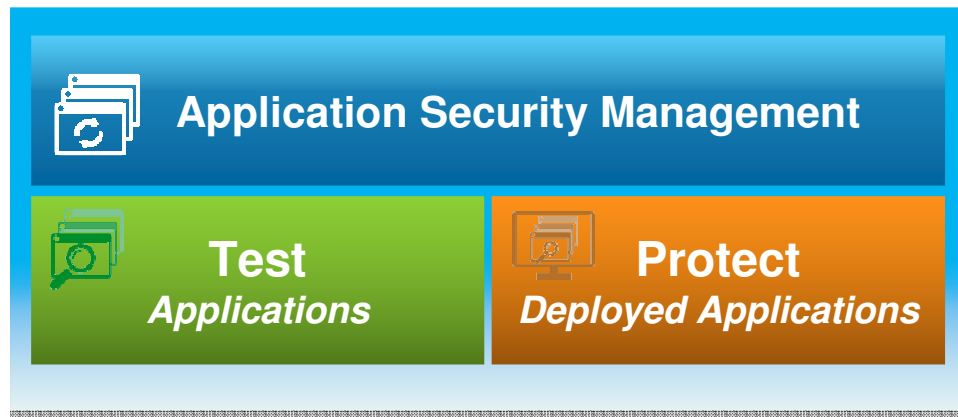 Application Security Management
Test
Applications
Protect
Deployed Applications